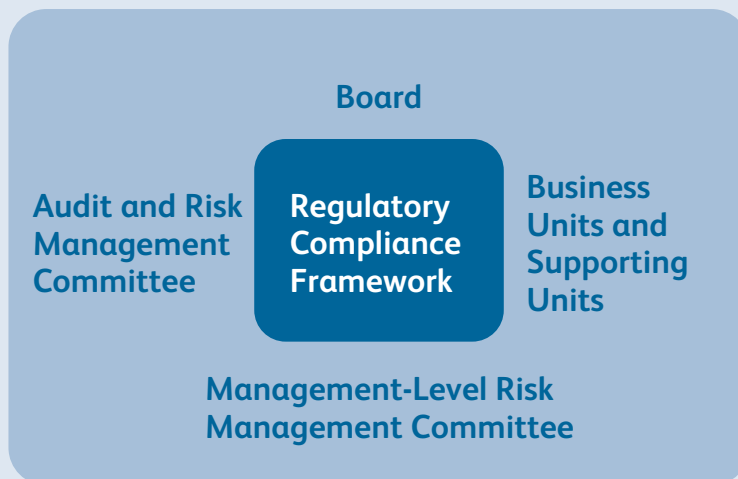 Board
Audit and Risk
Management
Committee
Regulatory
Compliance
Framework
Business
Units and
Supporting
Units
Management-Level Risk
Management Committee